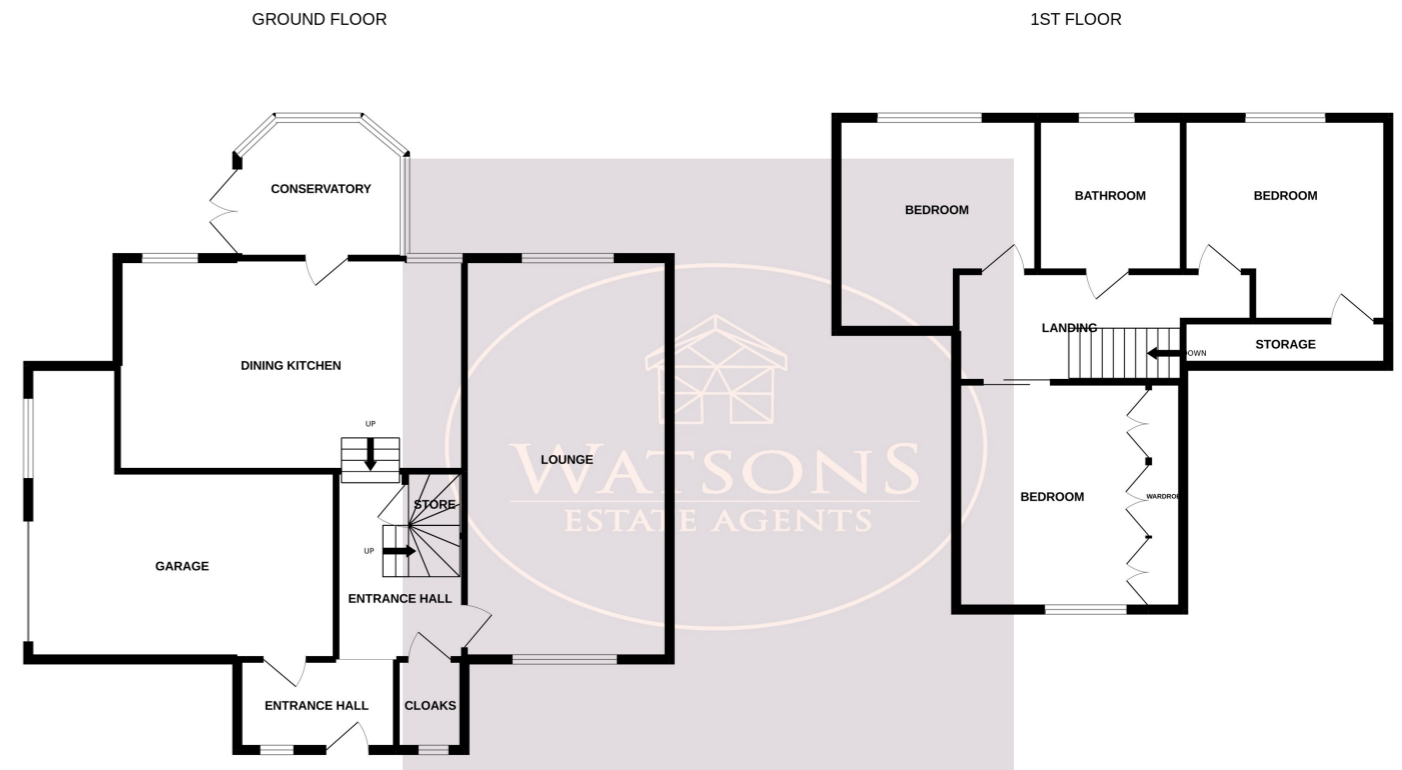 GROUND FLOOR
1ST FLOOR
CONSERVATORY
DINING KITCHEN
UP
LOUNGE
STORE
UP
GARAGE
ENTRANCE HALL
ENTRANCE HALL
CLOAKS
BEDROOM
BATHROOM
BEDROOM
LANDING
DOWN
STORAGE
BEDROOM
WARDROB
WATSONS
ESTATE AGENTS